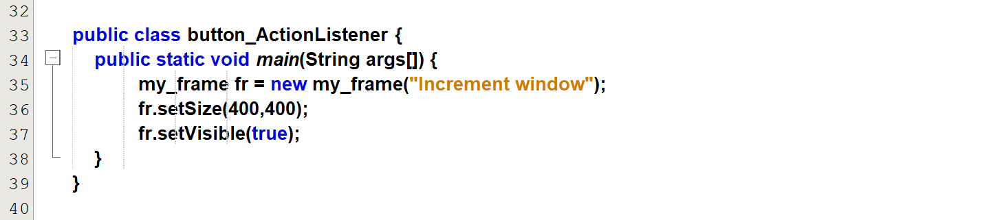 32
33 public class button_ActionListener {
34 public static void main(String args[]) {
35 my_frame fr = new my_frame("Increment window");
36 fr.setSize(400,400);
37 fr.setVisible(true);
38 }
39 }
40